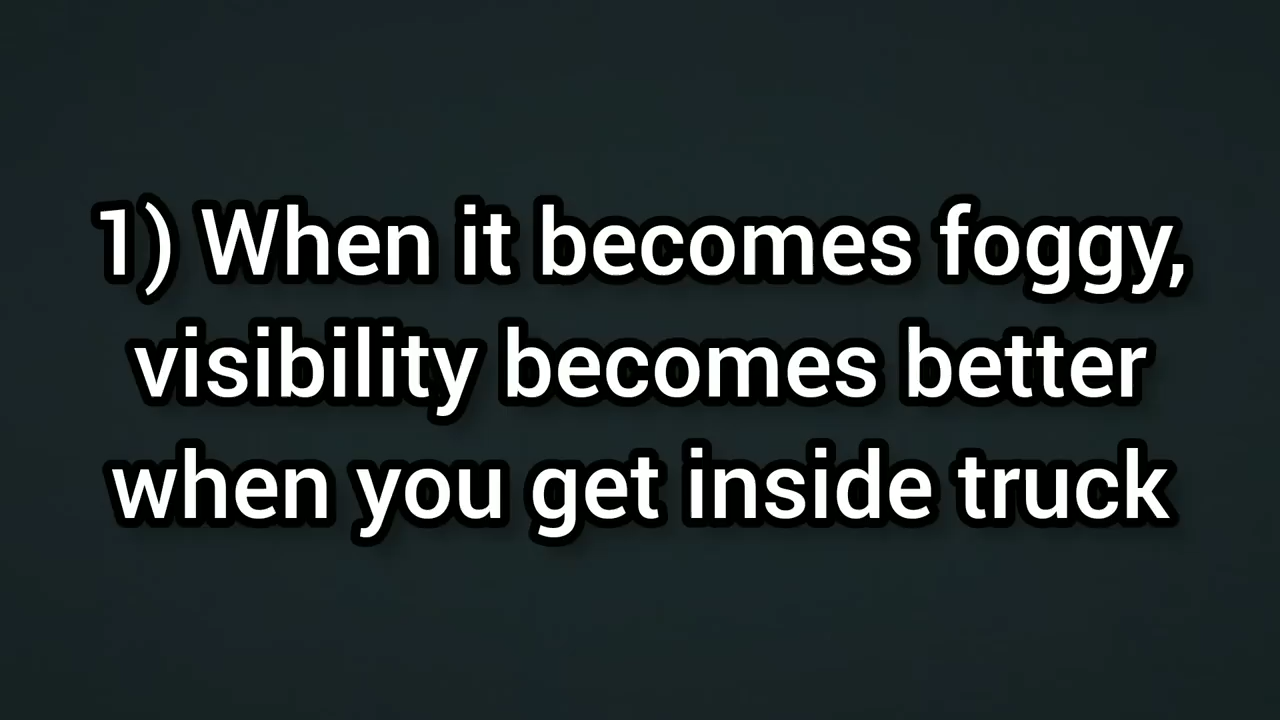 1) When it becomes foggy,
visibility becomes better
when you get inside truck